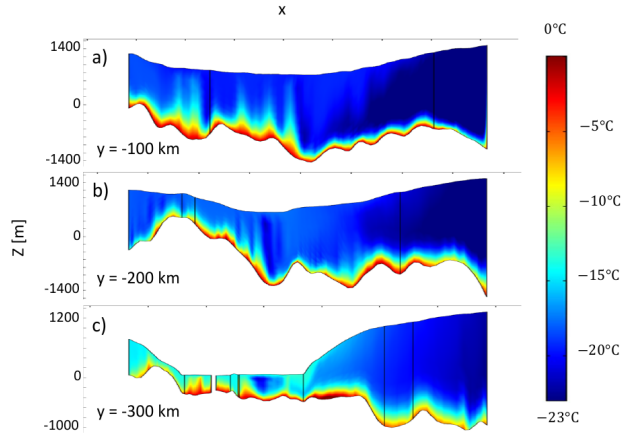 x
0°C
1400
a)
0
−5°C
-1400
y = -100 km
1400
b)
−10°C
Z [m]
0
y = -200 km
−15°C
-1400
1200
c)
0
−20°C
y = -300 km
-1000
−23°C